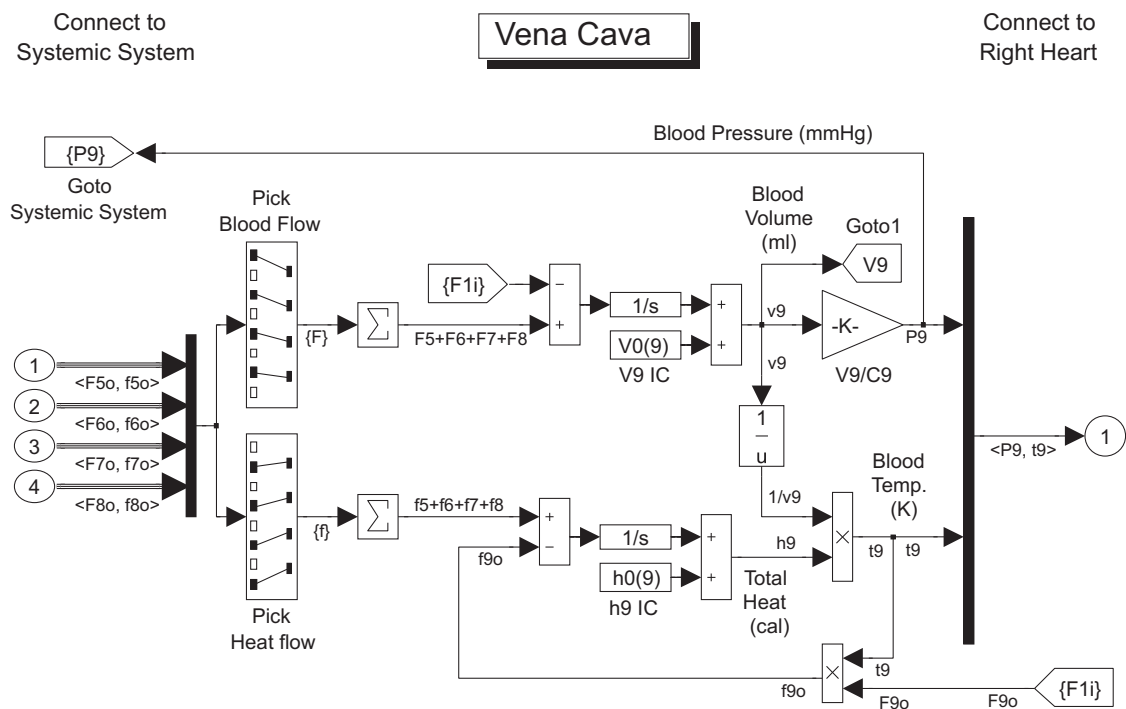 Connect to
Systemic System
Vena Cava
Connect to
Right Heart
Blood Pressure (mmHg)
{P9}
Goto
Systemic System
Pick
Blood Flow
Blood
Volume
(ml)
Goto1
V9
{F1i}
−
+
1/s
+
+
V0(9)
V9 IC
v9
v9
-K-
V9/C9
P9
{F}
Σ
F5+F6+F7+F8
1
<F5o, f5o>
2
<F6o, f6o>
3
<F7o, f7o>
4
<F8o, f8o>
1
u
1/v9
Blood
Temp.
(K)
<P9, t9>
1
{f}
Σ
f5+f6+f7+f8
+
−
f9o
1/s
+
+
h0(9)
h9 IC
h9
×
t9
t9
Total
Heat
(cal)
Pick
Heat flow
×
t9
f9o
F9o
F9o
{F1i}